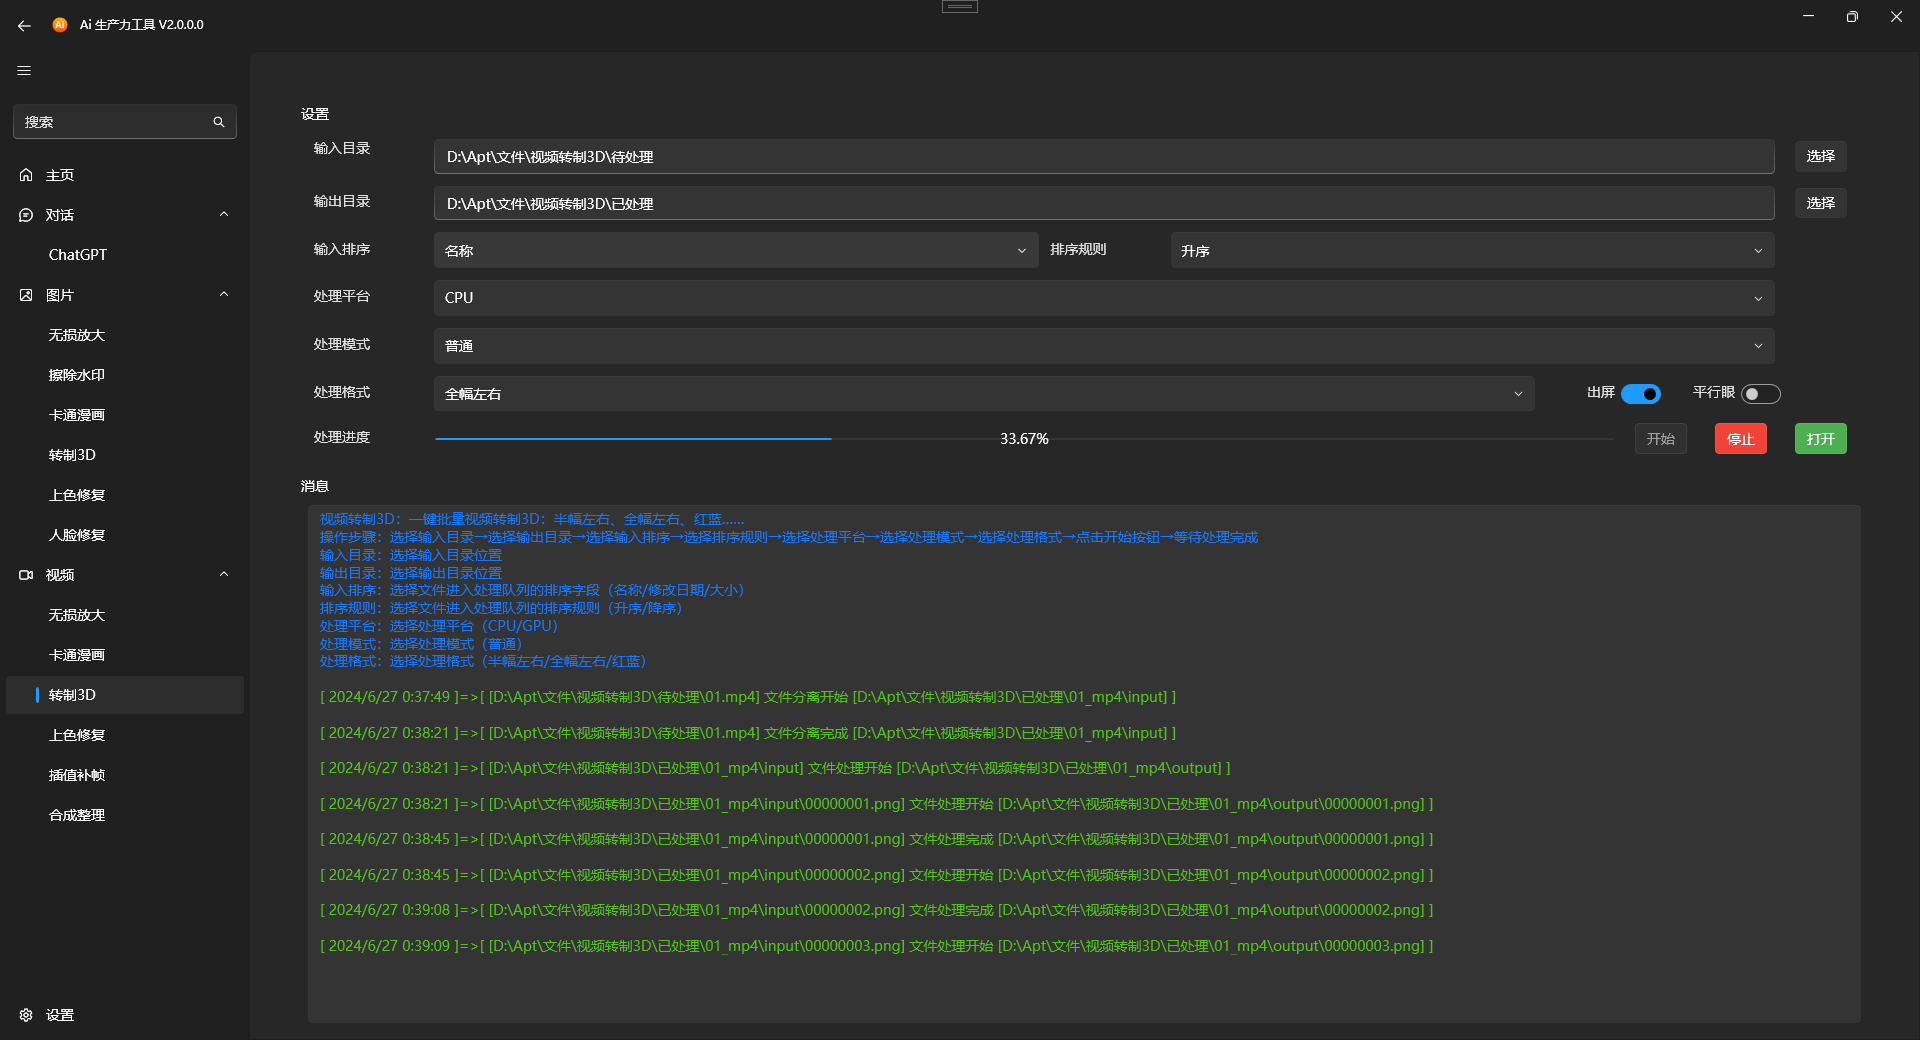 Ai 生产力工具 V2.0.0.0
搜索
主页
对话
ChatGPT
图片
无损放大
擦除水印
卡通漫画
转制3D
上色修复
人脸修复
视频
无损放大
卡通漫画
转制3D
上色修复
插值补帧
合成整理
设置
设置
输入目录 D:\Apt\文件\视频转制3D\待处理 选择
输出目录 D:\Apt\文件\视频转制3D\已处理 选择
输入排序 名称 排序规则 升序
处理平台 CPU
处理模式 普通
处理格式 全幅左右 出屏 平行眼
处理进度 33.67% 开始 停止 打开
消息
视频转制3D：一键批量视频转制3D：半幅左右、全幅左右、红蓝......
操作步骤：选择输入目录→选择输出目录→选择输入排序→选择排序规则→选择处理平台→选择处理模式→选择处理格式→点击开始按钮→等待处理完成
输入目录：选择输入目录位置
输出目录：选择输出目录位置
输入排序：选择文件进入处理队列的排序字段（名称/修改日期/大小）
排序规则：选择文件进入处理队列的排序规则（升序/降序）
处理平台：选择处理平台（CPU/GPU）
处理模式：选择处理模式（普通）
处理格式：选择处理格式（半幅左右/全幅左右/红蓝）
[ 2024/6/27 0:37:49 ]=>[ [D:\Apt\文件\视频转制3D\待处理\01.mp4] 文件分离开始 [D:\Apt\文件\视频转制3D\已处理\01_mp4\input] ]
[ 2024/6/27 0:38:21 ]=>[ [D:\Apt\文件\视频转制3D\待处理\01.mp4] 文件分离完成 [D:\Apt\文件\视频转制3D\已处理\01_mp4\input] ]
[ 2024/6/27 0:38:21 ]=>[ [D:\Apt\文件\视频转制3D\已处理\01_mp4\input] 文件处理开始 [D:\Apt\文件\视频转制3D\已处理\01_mp4\output] ]
[ 2024/6/27 0:38:21 ]=>[ [D:\Apt\文件\视频转制3D\已处理\01_mp4\input\00000001.png] 文件处理开始 [D:\Apt\文件\视频转制3D\已处理\01_mp4\output\00000001.png] ]
[ 2024/6/27 0:38:45 ]=>[ [D:\Apt\文件\视频转制3D\已处理\01_mp4\input\00000001.png] 文件处理完成 [D:\Apt\文件\视频转制3D\已处理\01_mp4\output\00000001.png] ]
[ 2024/6/27 0:38:45 ]=>[ [D:\Apt\文件\视频转制3D\已处理\01_mp4\input\00000002.png] 文件处理开始 [D:\Apt\文件\视频转制3D\已处理\01_mp4\output\00000002.png] ]
[ 2024/6/27 0:39:08 ]=>[ [D:\Apt\文件\视频转制3D\已处理\01_mp4\input\00000002.png] 文件处理完成 [D:\Apt\文件\视频转制3D\已处理\01_mp4\output\00000002.png] ]
[ 2024/6/27 0:39:09 ]=>[ [D:\Apt\文件\视频转制3D\已处理\01_mp4\input\00000003.png] 文件处理开始 [D:\Apt\文件\视频转制3D\已处理\01_mp4\output\00000003.png] ]